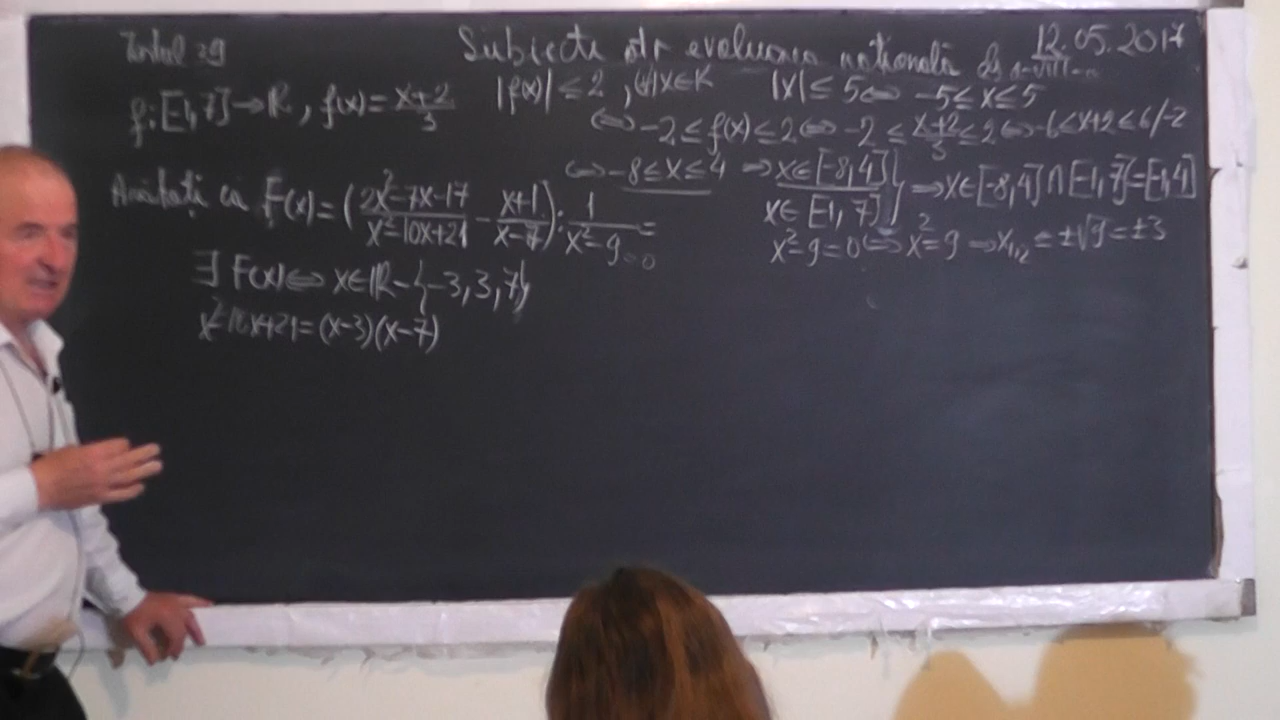 Testul 29 Subiecte evaluarea națională 12.05.2017
f:[-1,7]→R, f(x)=x+2/3 |f(x)|≤2, (∀)x∈R |x|≤5⇔-5≤x≤5
⇔-2≤f(x)≤2⇔-2≤x+2/3≤2⇔-6≤x+2≤6/-2
⇔-8≤x≤4 ⇒x∈[-8,4] x∈[-1,7]} ⇒x∈[-8,4]∩[-1,7]=[-1,4]
Arătați că F(x)=(2x²-7x-17/x²-10x+21 - x+1/x-7):1/x²-9=
x²-9=0⇔x²=9⇒x₁,₂=±√9=±3
∃ F(x)⇔x∈R-{-3,3,7}
x²-10x+21=(x-3)(x-7)